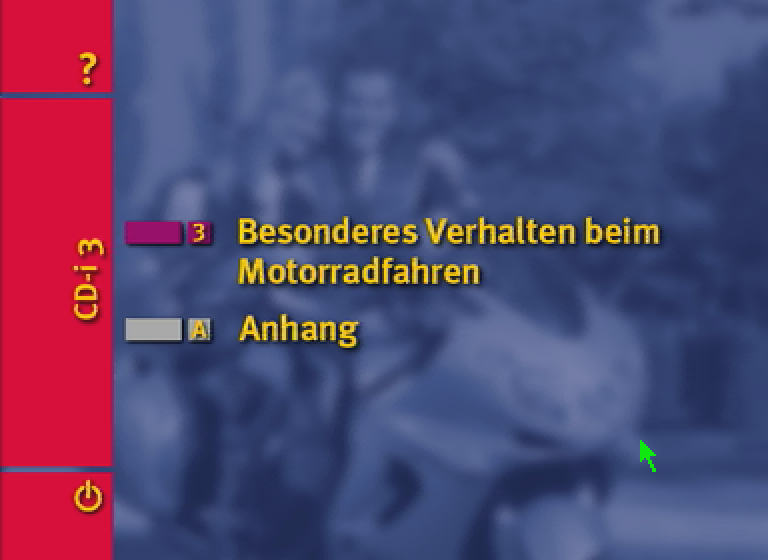 ?
CD-i 3
3 Besonderes Verhalten beim
Motorradfahren
A Anhang